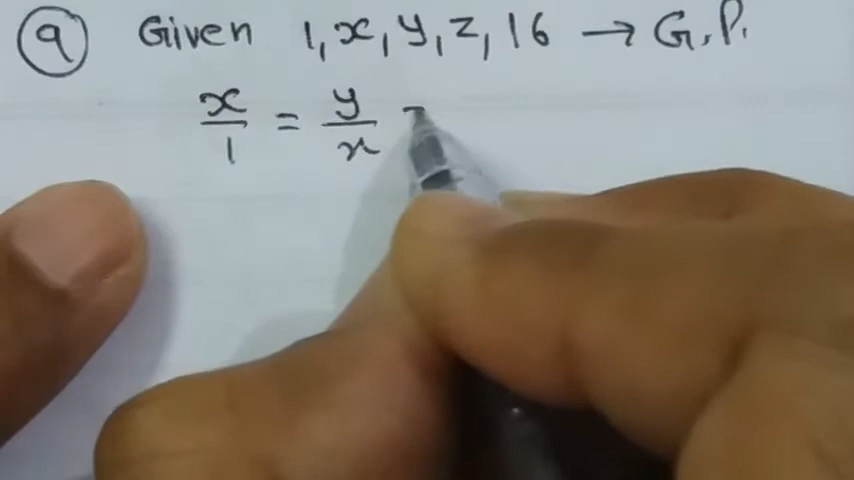 9 Given 1, x, y, z, 16 → G.P.
x/1 = y/x =